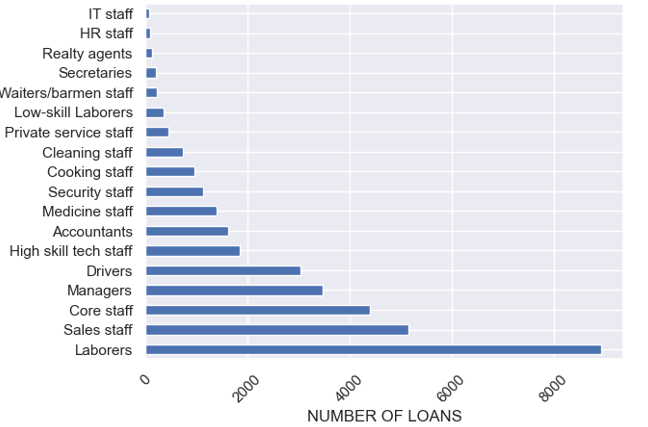 IT staff
HR staff
Realty agents
Secretaries
Waiters/barmen staff
Low-skill Laborers
Private service staff
Cleaning staff
Cooking staff
Security staff
Medicine staff
Accountants
High skill tech staff
Drivers
Managers
Core staff
Sales staff
Laborers
0 2000 4000 6000 8000
NUMBER OF LOANS